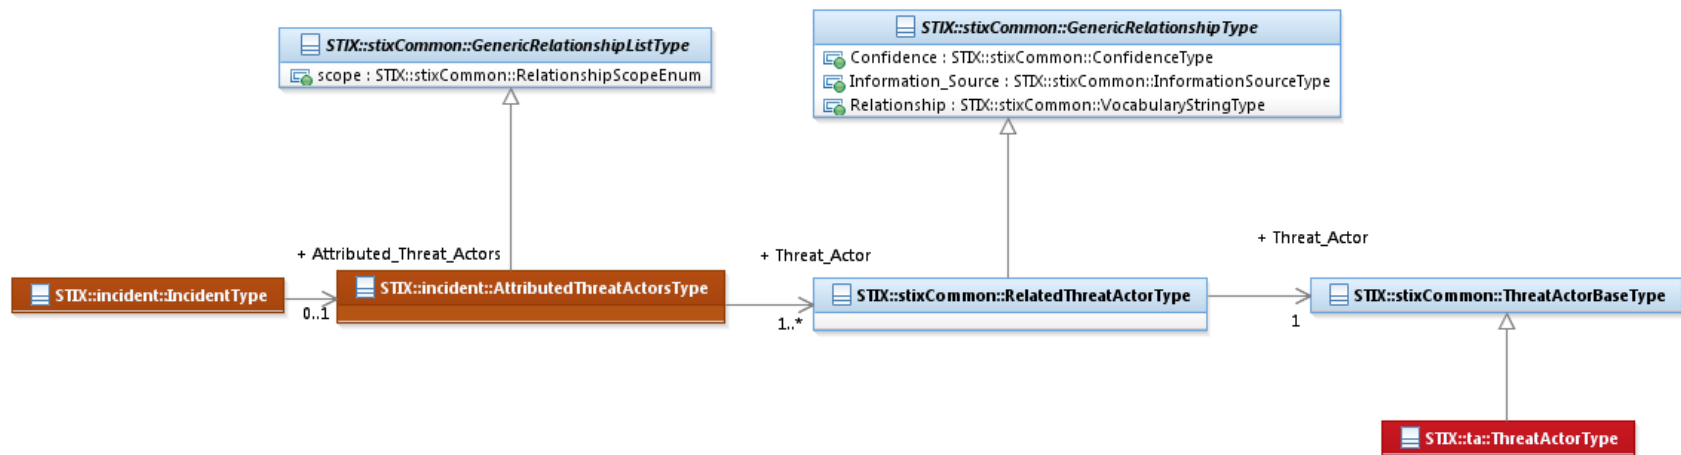 STIX::stixCommon::GenericRelationshipListType
scope : STIX::stixCommon::RelationshipScopeEnum
STIX::stixCommon::GenericRelationshipType
Confidence : STIX::stixCommon::ConfidenceType
Information_Source : STIX::stixCommon::InformationSourceType
Relationship : STIX::stixCommon::VocabularyStringType
+ Attributed_Threat_Actors
+ Threat_Actor
+ Threat_Actor
STIX::incident::IncidentType
0..1
STIX::incident::AttributedThreatActorsType
1..*
STIX::stixCommon::RelatedThreatActorType
1
STIX::stixCommon::ThreatActorBaseType
STIX::ta::ThreatActorType